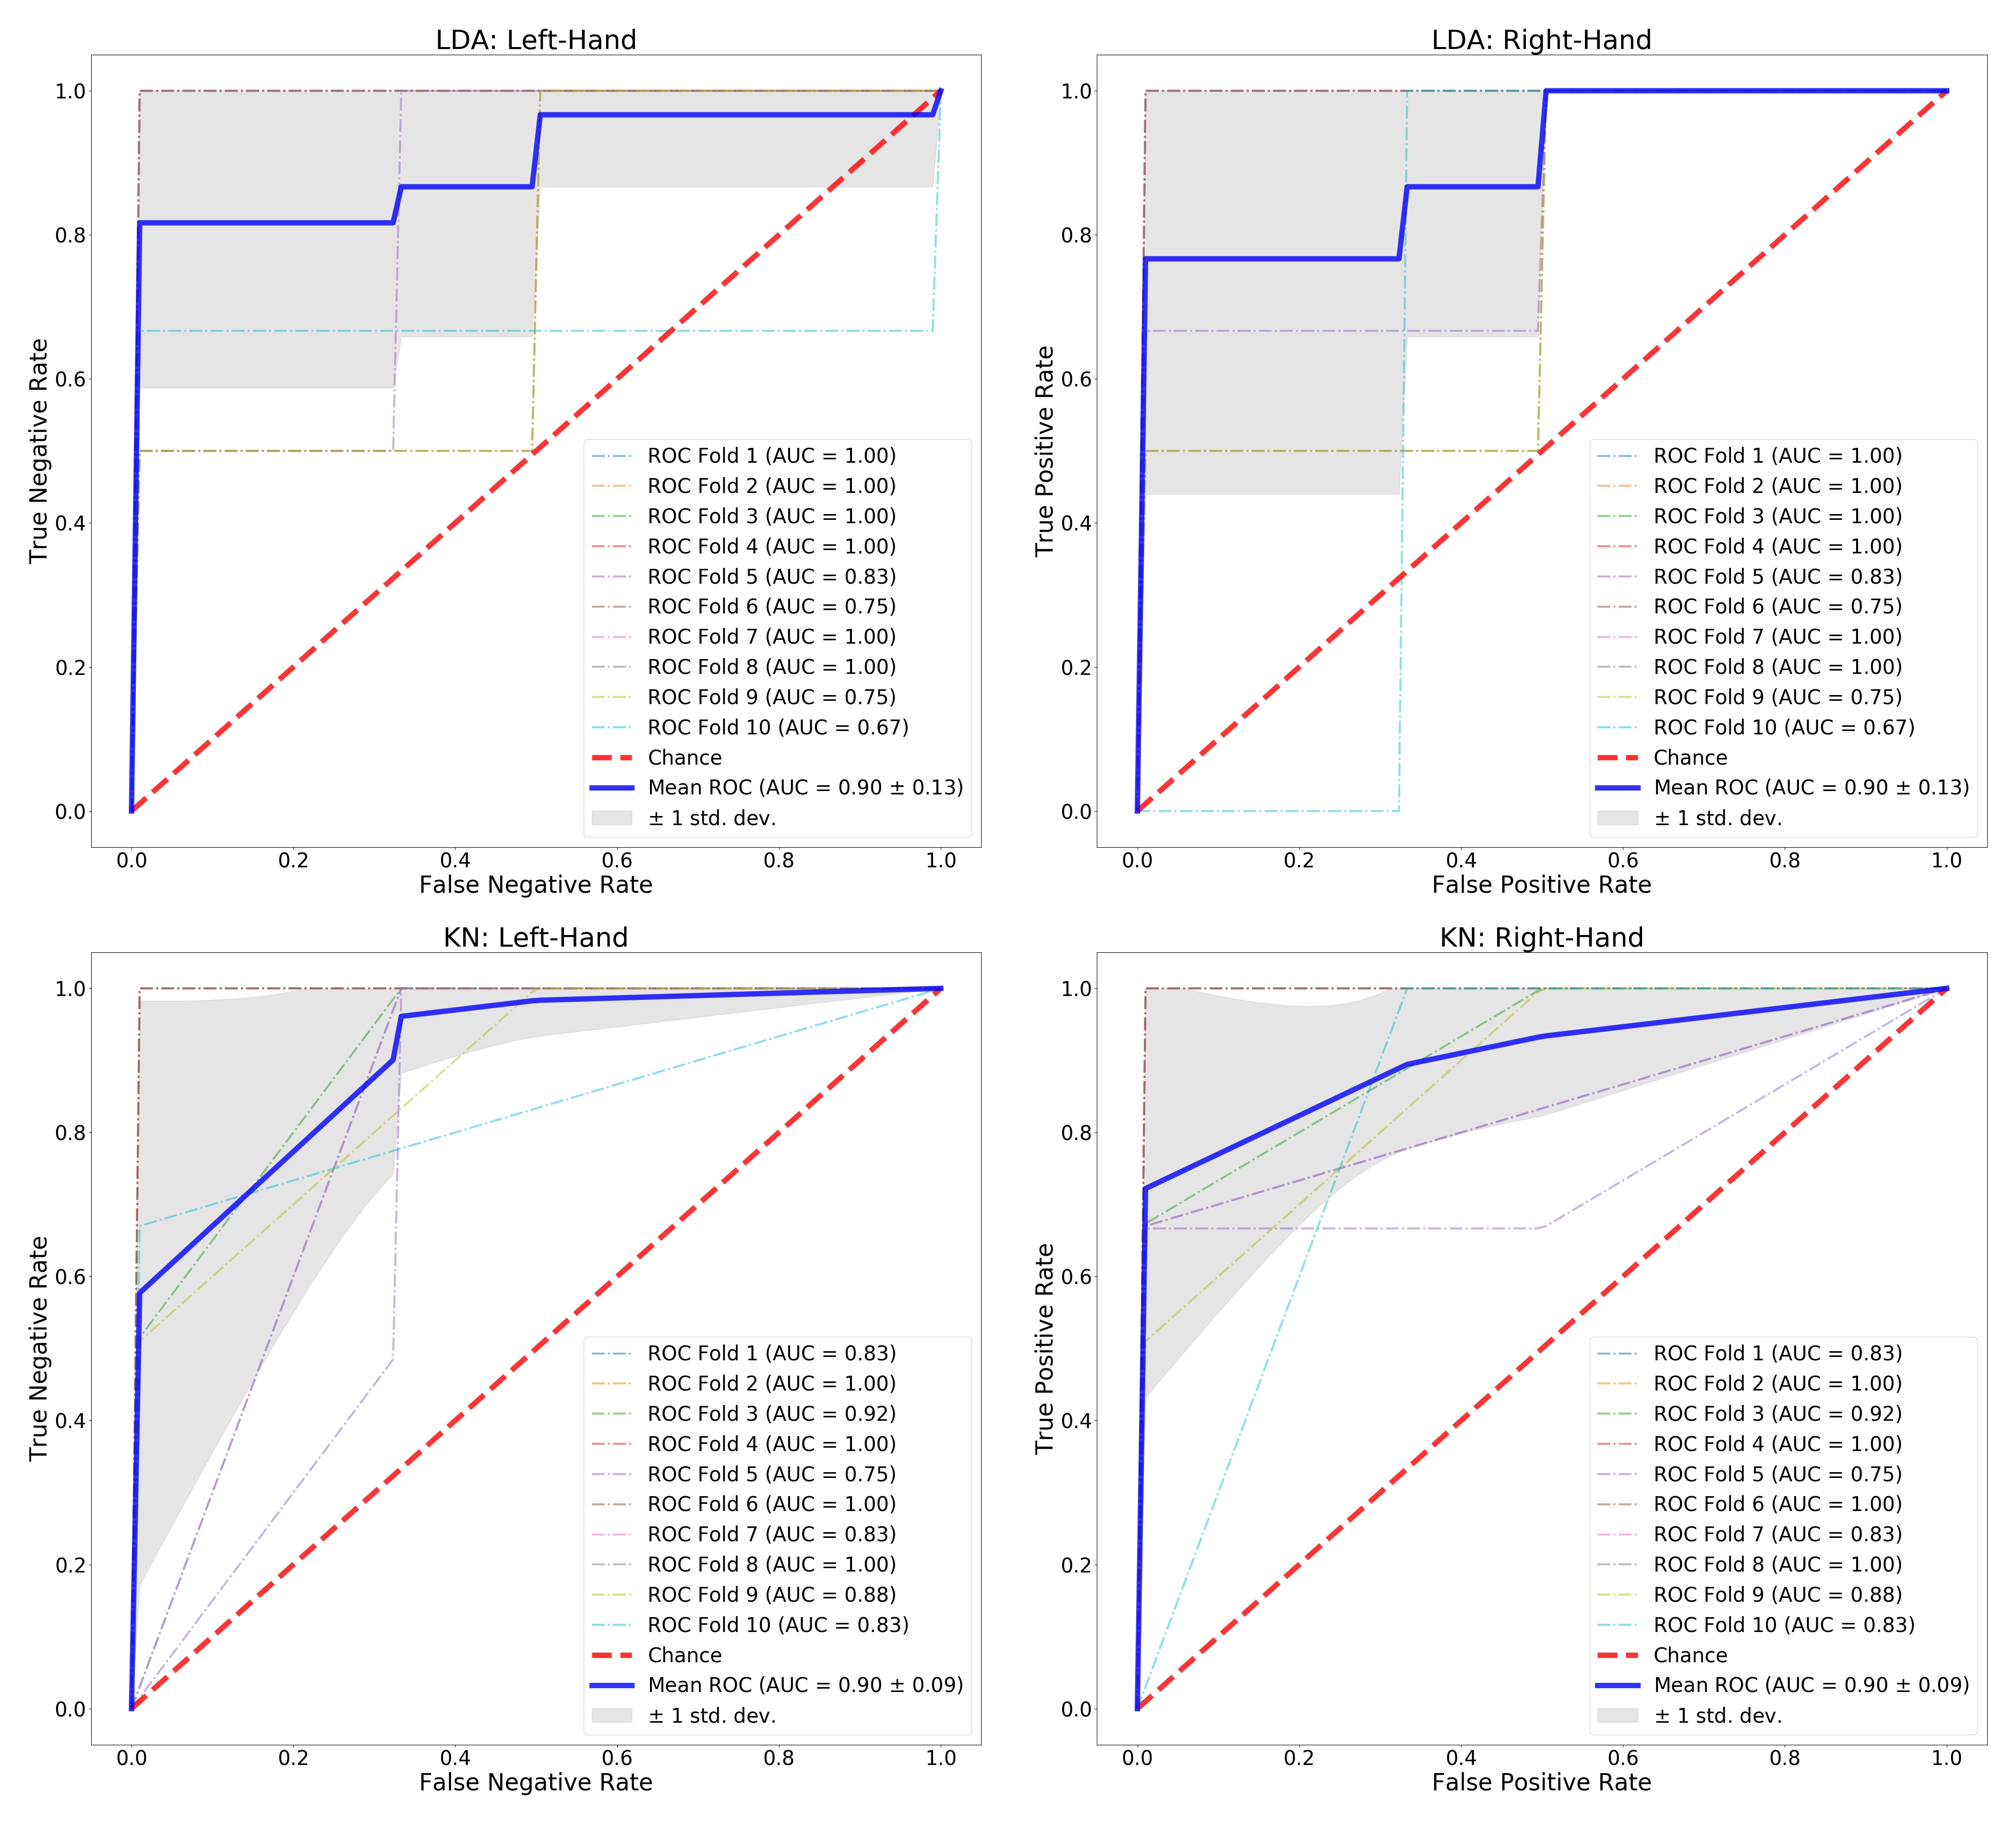 LDA: Left-Hand
True Negative Rate
1.0
0.8
0.6
0.4
0.2
0.0
ROC Fold 1 (AUC = 1.00)
ROC Fold 2 (AUC = 1.00)
ROC Fold 3 (AUC = 1.00)
ROC Fold 4 (AUC = 1.00)
ROC Fold 5 (AUC = 0.83)
ROC Fold 6 (AUC = 0.75)
ROC Fold 7 (AUC = 1.00)
ROC Fold 8 (AUC = 1.00)
ROC Fold 9 (AUC = 0.75)
ROC Fold 10 (AUC = 0.67)
Chance
Mean ROC (AUC = 0.90 ± 0.13)
± 1 std. dev.
0.0 0.2 0.4 0.6 0.8 1.0
False Negative Rate
LDA: Right-Hand
True Positive Rate
1.0
0.8
0.6
0.4
0.2
0.0
ROC Fold 1 (AUC = 1.00)
ROC Fold 2 (AUC = 1.00)
ROC Fold 3 (AUC = 1.00)
ROC Fold 4 (AUC = 1.00)
ROC Fold 5 (AUC = 0.83)
ROC Fold 6 (AUC = 0.75)
ROC Fold 7 (AUC = 1.00)
ROC Fold 8 (AUC = 1.00)
ROC Fold 9 (AUC = 0.75)
ROC Fold 10 (AUC = 0.67)
Chance
Mean ROC (AUC = 0.90 ± 0.13)
± 1 std. dev.
0.0 0.2 0.4 0.6 0.8 1.0
False Positive Rate
KN: Left-Hand
True Negative Rate
1.0
0.8
0.6
0.4
0.2
0.0
ROC Fold 1 (AUC = 0.83)
ROC Fold 2 (AUC = 1.00)
ROC Fold 3 (AUC = 0.92)
ROC Fold 4 (AUC = 1.00)
ROC Fold 5 (AUC = 0.75)
ROC Fold 6 (AUC = 1.00)
ROC Fold 7 (AUC = 0.83)
ROC Fold 8 (AUC = 1.00)
ROC Fold 9 (AUC = 0.88)
ROC Fold 10 (AUC = 0.83)
Chance
Mean ROC (AUC = 0.90 ± 0.09)
± 1 std. dev.
0.0 0.2 0.4 0.6 0.8 1.0
False Negative Rate
KN: Right-Hand
True Positive Rate
1.0
0.8
0.6
0.4
0.2
0.0
ROC Fold 1 (AUC = 0.83)
ROC Fold 2 (AUC = 1.00)
ROC Fold 3 (AUC = 0.92)
ROC Fold 4 (AUC = 1.00)
ROC Fold 5 (AUC = 0.75)
ROC Fold 6 (AUC = 1.00)
ROC Fold 7 (AUC = 0.83)
ROC Fold 8 (AUC = 1.00)
ROC Fold 9 (AUC = 0.88)
ROC Fold 10 (AUC = 0.83)
Chance
Mean ROC (AUC = 0.90 ± 0.09)
± 1 std. dev.
0.0 0.2 0.4 0.6 0.8 1.0
False Positive Rate